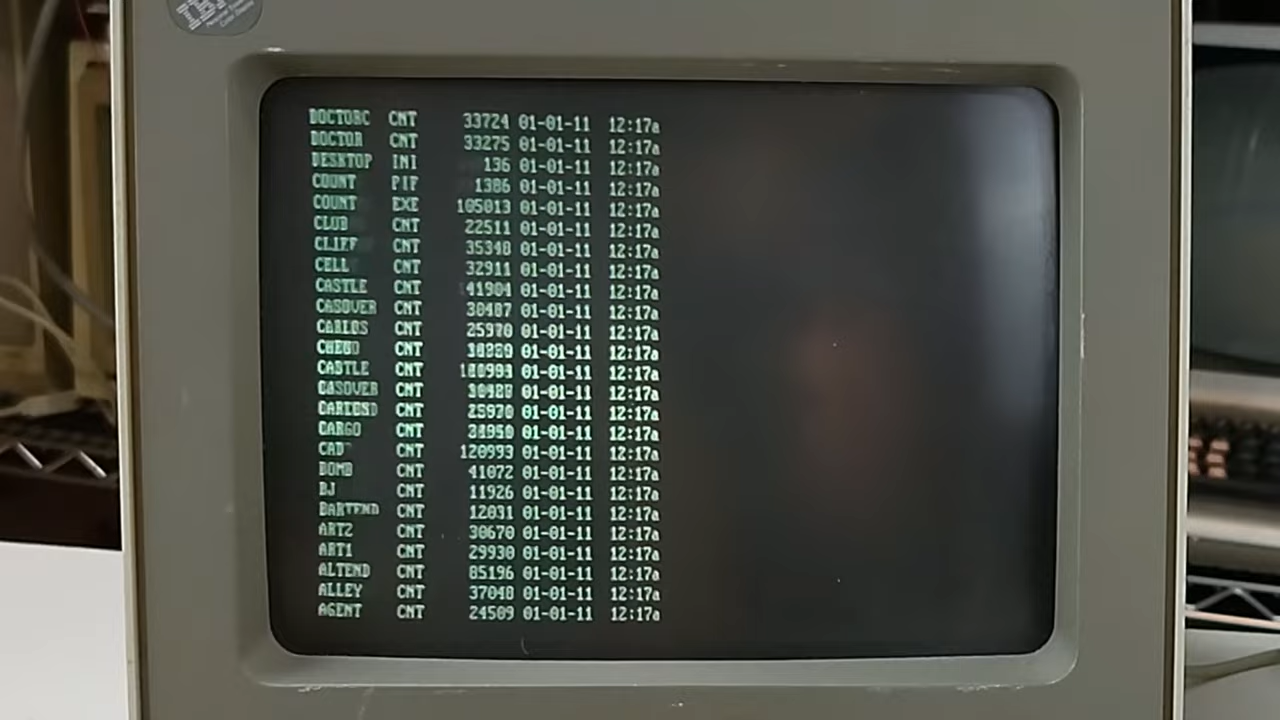 IBM
DOCTORC CNT 33724 01-01-11 12:17a
DOCTOR CNT 33275 01-01-11 12:17a
DESKTOP INI 136 01-01-11 12:17a
COUNT PIF 1386 01-01-11 12:17a
COUNT EXE 105013 01-01-11 12:17a
CLUB CNT 22511 01-01-11 12:17a
CLIFF CNT 35348 01-01-11 12:17a
CELL CNT 32911 01-01-11 12:17a
CASTLE CNT 41904 01-01-11 12:17a
CASOVER CNT 30487 01-01-11 12:17a
CARLOS CNT 25970 01-01-11 12:17a
CNT 01-01-11 12:17a
CASTLE CNT 01-01-11 12:17a
CASOVER CNT 01-01-11 12:17a
CNT 25970 01-01-11 12:17a
CARGO CNT 01-01-11 12:17a
CAD CNT 120993 01-01-11 12:17a
BOMB CNT 41072 01-01-11 12:17a
BJ CNT 11926 01-01-11 12:17a
BARTEND CNT 12031 01-01-11 12:17a
ART2 CNT 30670 01-01-11 12:17a
ART1 CNT 29930 01-01-11 12:17a
ALTEND CNT 85196 01-01-11 12:17a
ALLEY CNT 37048 01-01-11 12:17a
AGENT CNT 24509 01-01-11 12:17a